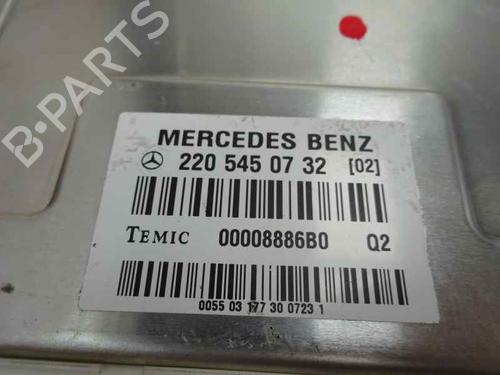 B-PARTS
MERCEDES BENZ
220 545 07 32 [02]
TEMIC 00008886B0 Q2
0055 03 177 30 0723 1